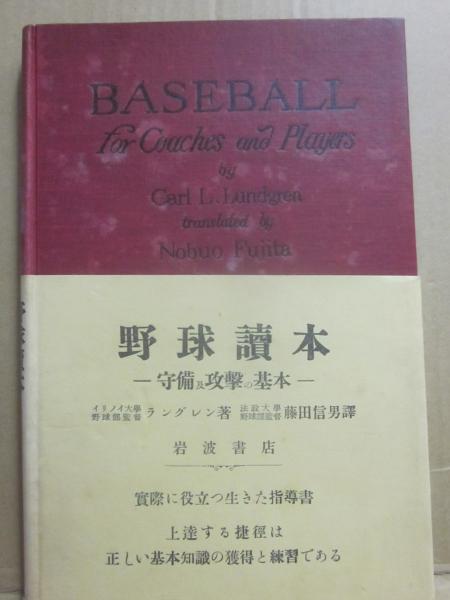 BASEBALL
for Coaches and Players
by
Carl L. Lundgren
translated by
Nobuo Fujita
野球讀本
—守備及攻擊の基本—
イリノイ大學野球部監督 ラングレン著 法政大學野球部監督 藤田信男譯
岩波書店
實際に役立つ生きた指導書
上達する捷徑は
正しい基本知識の獲得と練習である